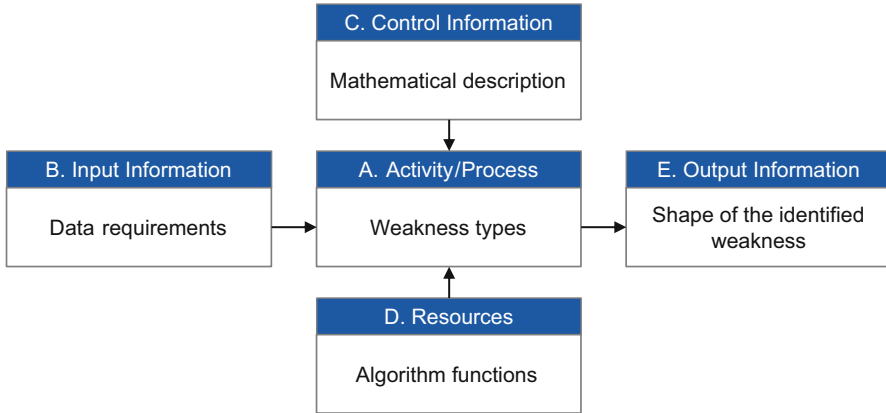 C. Control Information
Mathematical description
B. Input Information
Data requirements
A. Activity/Process
Weakness types
E. Output Information
Shape of the identified
weakness
D. Resources
Algorithm functions